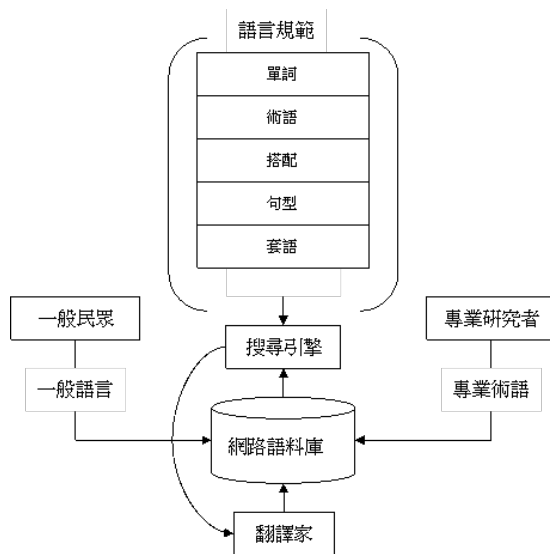 語言規範
單詞
術語
搭配
句型
套語
一般民眾
搜尋引擎
專業研究者
一般語言
專業術語
網路語料庫
翻譯家